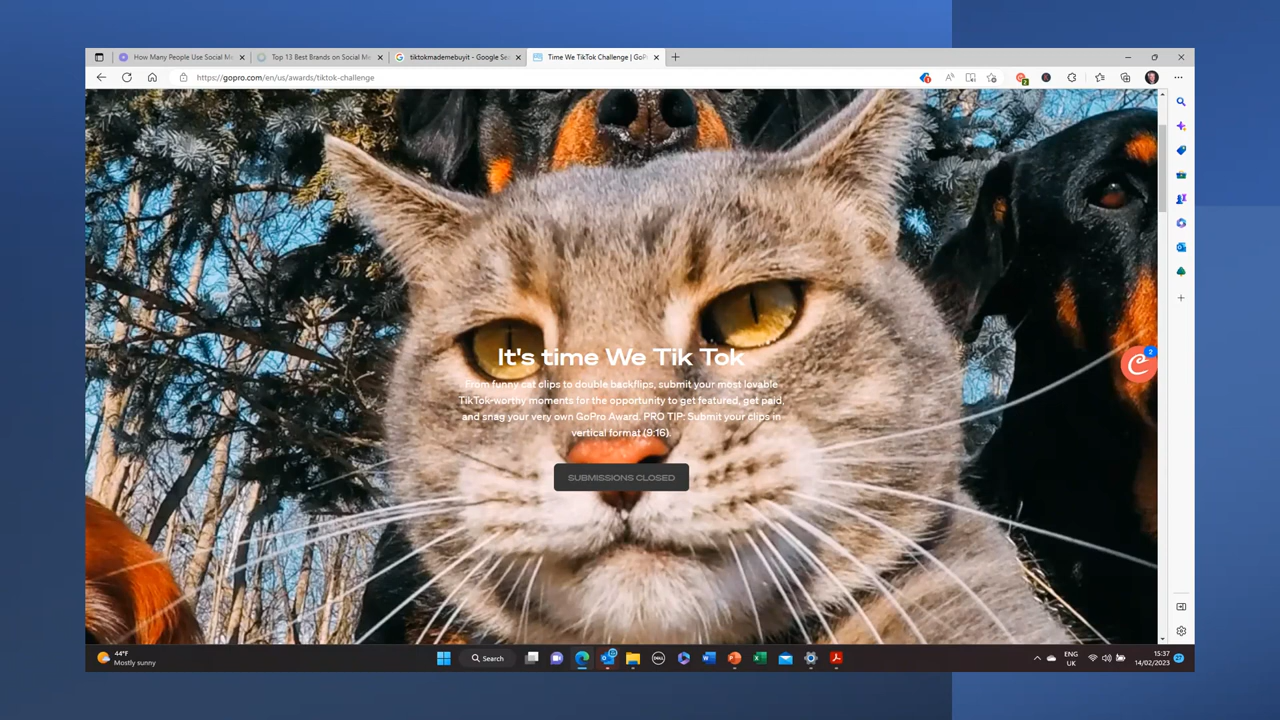 How Many People Use Social Me
Top 13 Best Brands on Social Me
tiktokmademebuyit - Google Se
Time We TikTok Challenge | GoP
https://gopro.com/en/us/awards/tiktok-challenge
It's time We Tik Tok
From funny cat clips to double backflips, submit your most lovable
TikTok-worthy moments for the opportunity to get featured, get paid,
and snag your very own GoPro Award. PRO TIP: Submit your clips in
vertical format (9:16).
SUBMISSIONS CLOSED
2
44°F
Mostly sunny
Search
DELL
ENG
UK
15:37
14/02/2023